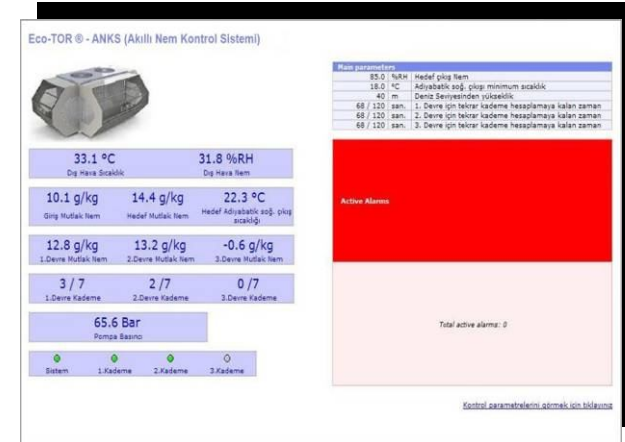 Eco-TOR ® - ANKS (Akıllı Nem Kontrol Sistemi)
33.1 °C 31.8 %RH
Dış Hava Sıcaklık Dış Hava Nem
10.1 g/kg 14.4 g/kg 22.3 °C
Giriş Mutlak Nem Hedef Mutlak Nem Hedef Adiyabatik soğ. çıkış
sıcaklığı
12.8 g/kg 13.2 g/kg -0.6 g/kg
1.Devre Mutlak Nem 2.Devre Mutlak Nem 3.Devre Mutlak Nem
3 / 7 2 /7 0 /7
1.Devre Kademe 2.Devre Kademe 3.Devre Kademe
65.6 Bar
Pompa Basıncı
Sistem 1.Kademe 2.Kademe 3.Kademe
Main parameters
85.0 %RH Hedef çıkış Nem
18.0 °C Adiyabatik soğ. çıkışı minimum sıcaklık
40 m Deniz Seviyesinden yükseklik
68 / 120 san. 1. Devre için tekrar kademe hesaplamaya kalan zaman
68 / 120 san. 2. Devre için tekrar kademe hesaplamaya kalan zaman
68 / 120 san. 3. Devre için tekrar kademe hesaplamaya kalan zaman
Active Alarms
Total active alarms: 0
Kontrol parametrelerini görmek için tıklayınız